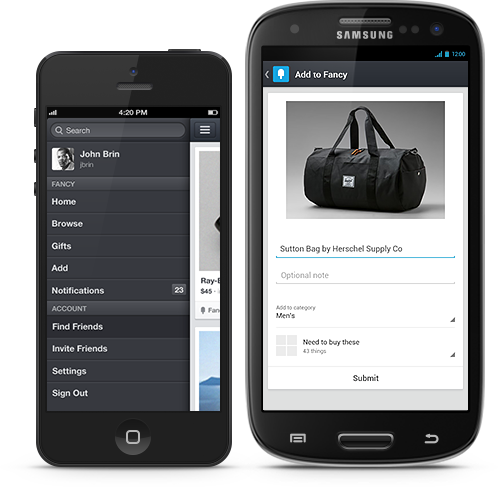 4:20 PM
Search
John Brin
jbrin
FANCY
Home
Browse
Gifts
Add
Notifications 23
ACCOUNT
Find Friends
Invite Friends
Settings
Sign Out
$45
SAMSUNG
12:00
Add to Fancy
Sutton Bag by Herschel Supply Co
Optional note
Add to category
Men's
Need to buy these
43 things
Submit